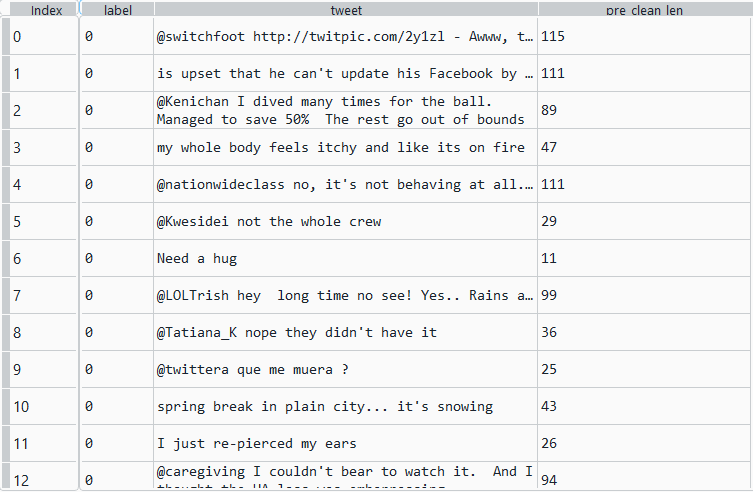 Index label tweet pre_clean_len
0 0 @switchfoot http://twitpic.com/2y1zl - Awww, t… 115
1 0 is upset that he can't update his Facebook by … 111
2 0 @Kenichan I dived many times for the ball. 89
Managed to save 50%  The rest go out of bounds
3 0 my whole body feels itchy and like its on fire 47
4 0 @nationwideclass no, it's not behaving at all.… 111
5 0 @Kwesidei not the whole crew 29
6 0 Need a hug 11
7 0 @LOLTrish hey  long time no see! Yes.. Rains a… 99
8 0 @Tatiana_K nope they didn't have it 36
9 0 @twittera que me muera ? 25
10 0 spring break in plain city... it's snowing 43
11 0 I just re-pierced my ears 26
12 0 @caregiving I couldn't bear to watch it.  And I 94
thought the UA loss was embarrassing